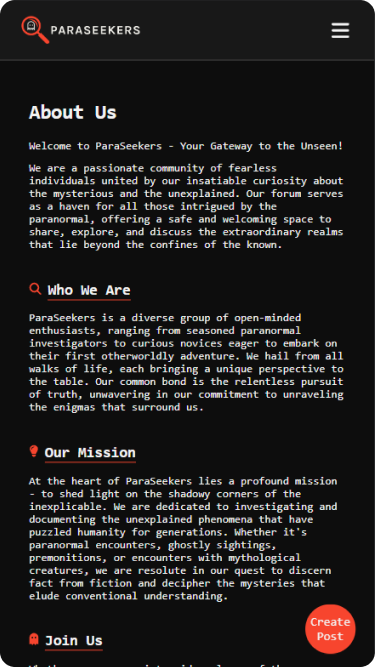 PARASEEKERS
About Us
Welcome to ParaSeekers - Your Gateway to the Unseen!
We are a passionate community of fearless
individuals united by our insatiable curiosity about
the mysterious and the unexplained. Our forum serves
as a haven for all those intrigued by the
paranormal, offering a safe and welcoming space to
share, explore, and discuss the extraordinary realms
that lie beyond the confines of the known.
Who We Are
ParaSeekers is a diverse group of open-minded
enthusiasts, ranging from seasoned paranormal
investigators to curious novices eager to embark on
their first otherworldly adventure. We hail from all
walks of life, each bringing a unique perspective to
the table. Our common bond is the relentless pursuit
of truth, unwavering in our commitment to unraveling
the enigmas that surround us.
Our Mission
At the heart of ParaSeekers lies a profound mission
- to shed light on the shadowy corners of the
inexplicable. We are dedicated to investigating and
documenting the unexplained phenomena that have
puzzled humanity for generations. Whether it's
paranormal encounters, ghostly sightings,
premonitions, or encounters with mythological
creatures, we are resolute in our quest to discern
fact from fiction and decipher the mysteries that
elude conventional understanding.
Create
Post
Join Us